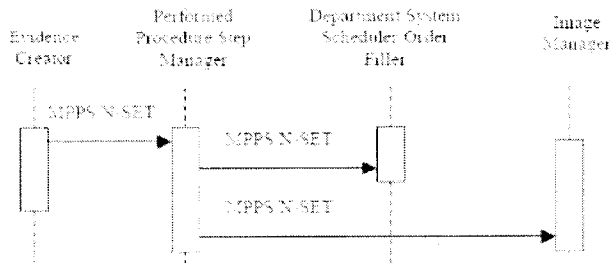 Evidence
Creator
Performed
Procedure Step
Manager
Department System
Scheduler Order
Filler
Image
Manager
MPPS N-SET
MPPS N-SET
MPPS N-SET